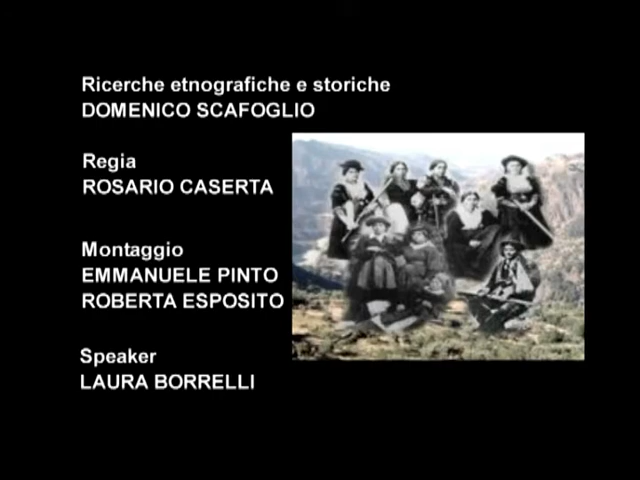 Ricerche etnografiche e storiche
DOMENICO SCAFOGLIO
Regia
ROSARIO CASERTA
Montaggio
EMMANUELE PINTO
ROBERTA ESPOSITO
Speaker
LAURA BORRELLI